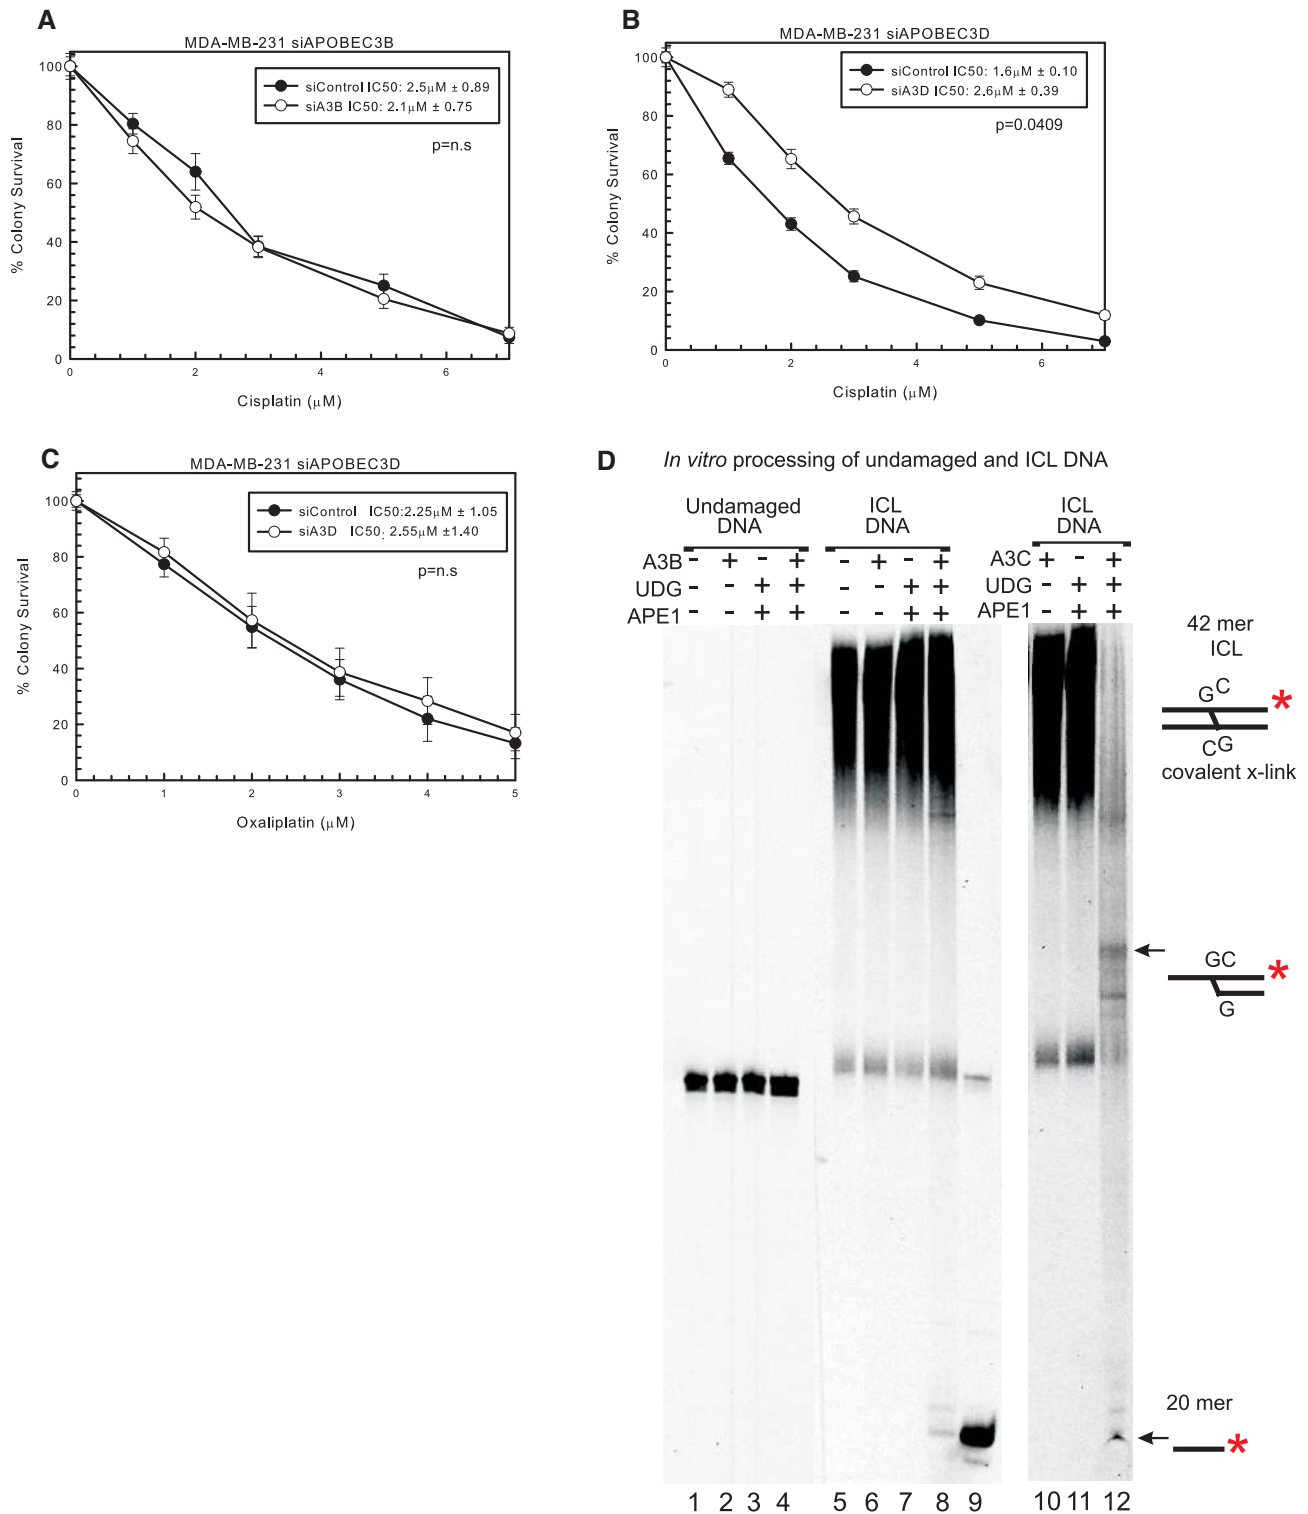 A
MDA-MB-231 siAPOBEC3B
siControl IC50: 2.5µM ± 0.89
siA3B IC50: 2.1µM ± 0.75
p=n.s
% Colony Survival
100
80
60
40
20
0
0 2 4 6
Cisplatin (µM)
B
MDA-MB-231 siAPOBEC3D
siControl IC50: 1.6µM ± 0.10
siA3D IC50: 2.6µM ± 0.39
p=0.0409
% Colony Survival
100
80
60
40
20
0
0 2 4 6
Cisplatin (µM)
C
MDA-MB-231 siAPOBEC3D
siControl IC50:2.25µM ± 1.05
siA3D IC50: 2.55µM ±1.40
p=n.s
% Colony Survival
100
80
60
40
20
0
0 1 2 3 4 5
Oxaliplatin (µM)
D
In vitro processing of undamaged and ICL DNA
Undamaged
DNA
ICL
DNA
ICL
DNA
A3B - + - + - + - +
UDG - - + + - - + +
APE1 - - + + - - + +
A3C + - +
UDG - + +
APE1 - + +
42 mer
ICL
G C *
C G
covalent x-link
GC *
G
20 mer
*
1 2 3 4 5 6 7 8 9 10 11 12